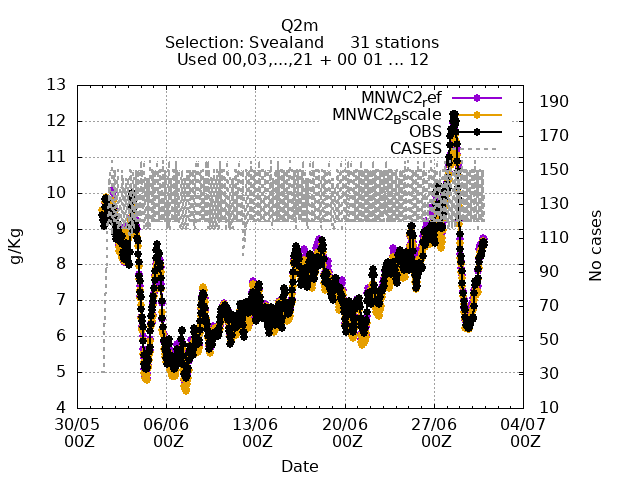 Q2m
Selection: Svealand 31 stations
Used 00,03,...,21 + 00 01 ... 12
MNWC2_ref
MNWC2_Bscale
OBS
CASES
13
12
11
10
9
8
7
6
5
4
g/Kg
190
170
150
130
110
90
70
50
30
10
No cases
30/05 06/06 13/06 20/06 27/06 04/07
00Z 00Z 00Z 00Z 00Z 00Z
Date